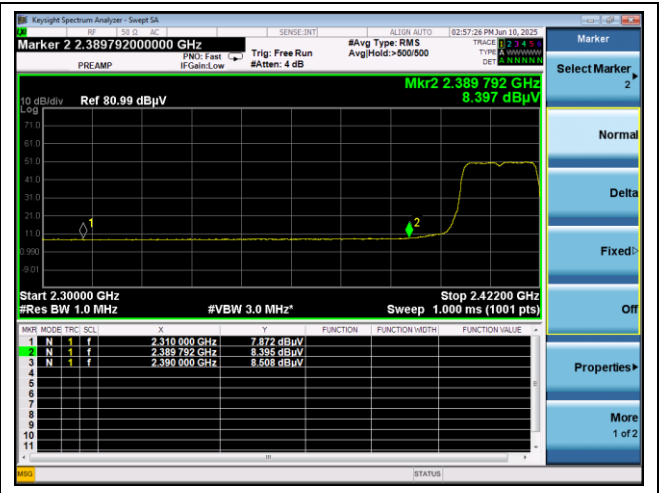 Keysight Spectrum Analyzer - Swept SA
RF 50 Ω AC SENSE:INT ALIGN AUTO 02:57:26 PM Jun 10, 2025
Marker 2 2.389792000000 GHz
PREAMP
PNO: Fast
IFGain:Low
Trig: Free Run
#Atten: 4 dB
#Avg Type: RMS
Avg|Hold:>500/500
TRACE 1 2 3 4 5 6
TYPE A WWWWW
DET A N N N N N
Mkr2 2.389 792 GHz
8.397 dBµV
10 dB/div Ref 80.99 dBµV
Log
71.0
61.0
51.0
41.0
31.0
21.0
11.0
0.990
-9.01
1
2
Start 2.30000 GHz Stop 2.42200 GHz
#Res BW 1.0 MHz #VBW 3.0 MHz* Sweep 1.000 ms (1001 pts)
MKR MODE TRC SCL X Y FUNCTION FUNCTION WIDTH FUNCTION VALUE
1 N 1 f 2.310 000 GHz 7.872 dBµV
2 N 1 f 2.389 792 GHz 8.395 dBµV
3 N 1 f 2.390 000 GHz 8.508 dBµV
4
5
6
7
8
9
10
11
MSG STATUS
Marker
Select Marker
2
Normal
Delta
Fixed
Off
Properties
More
1 of 2